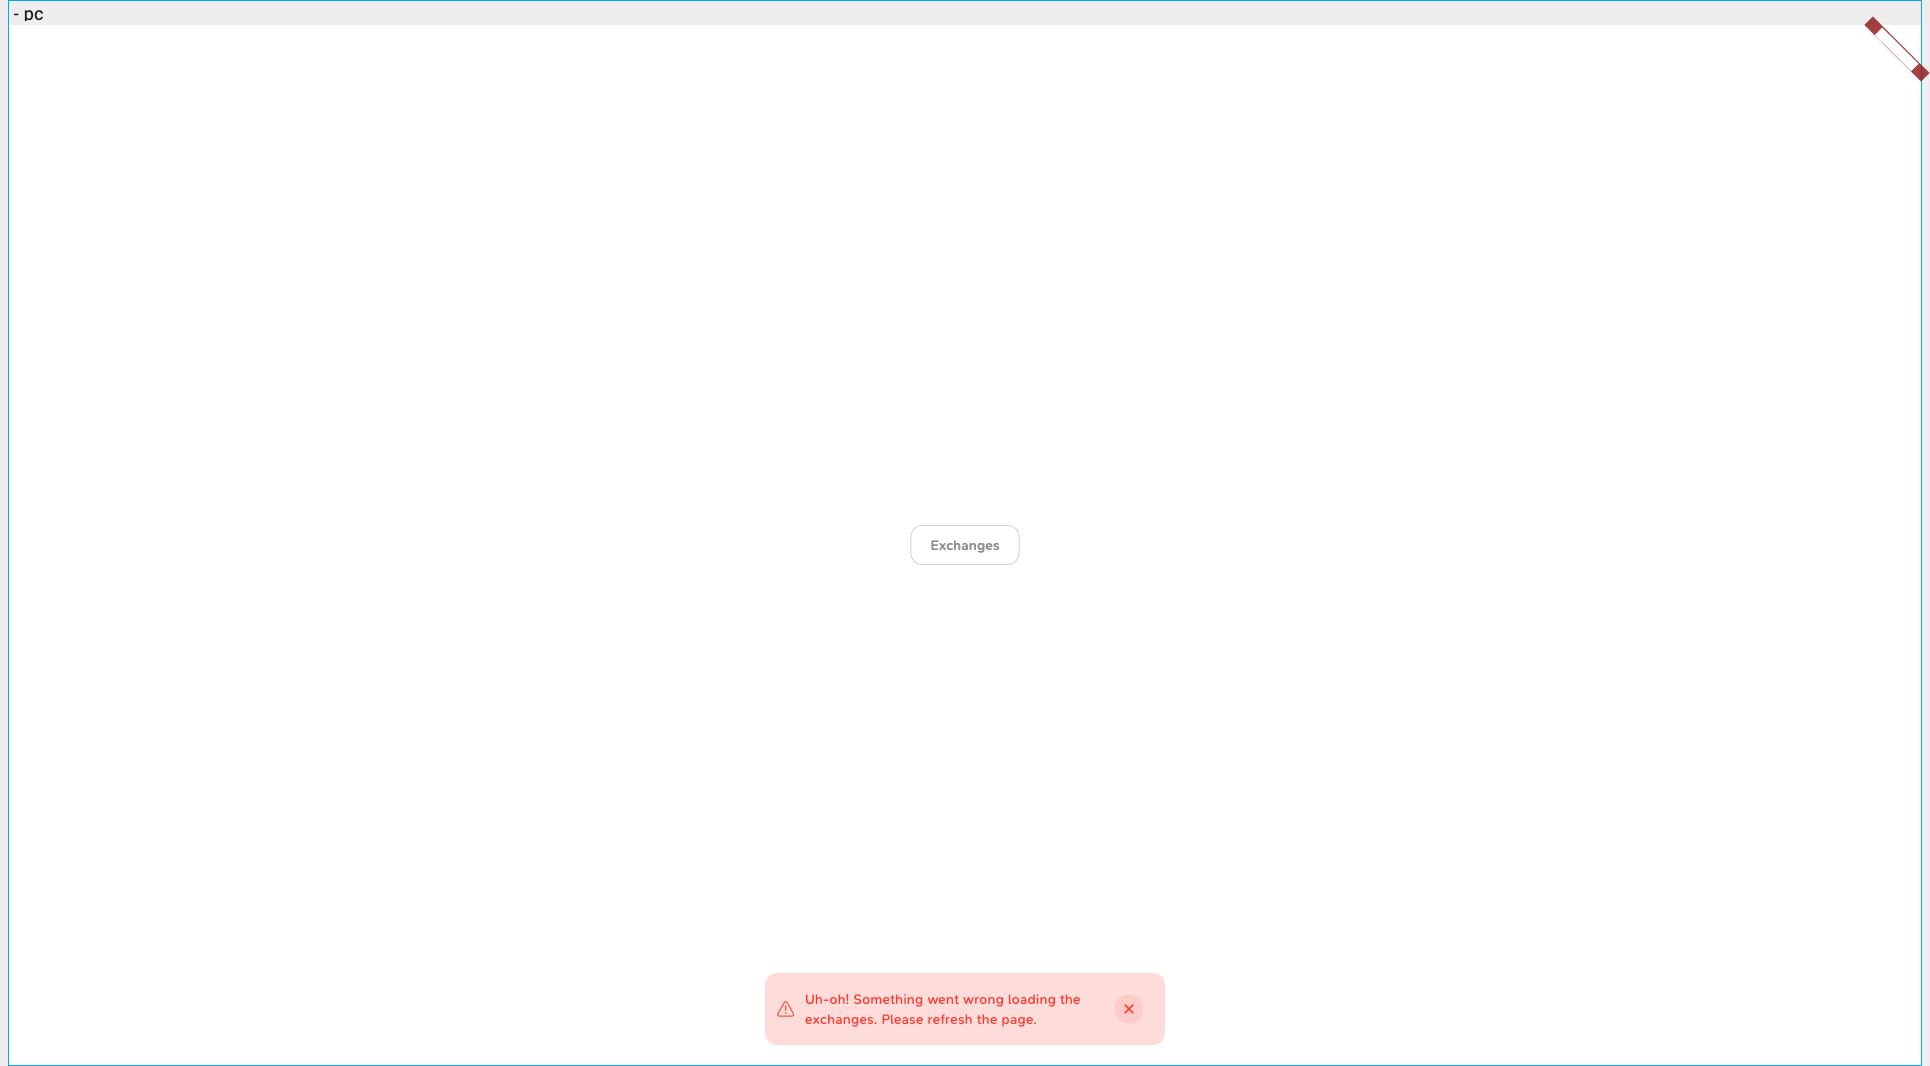 - pc
Exchanges
Uh-oh! Something went wrong loading the
exchanges. Please refresh the page.